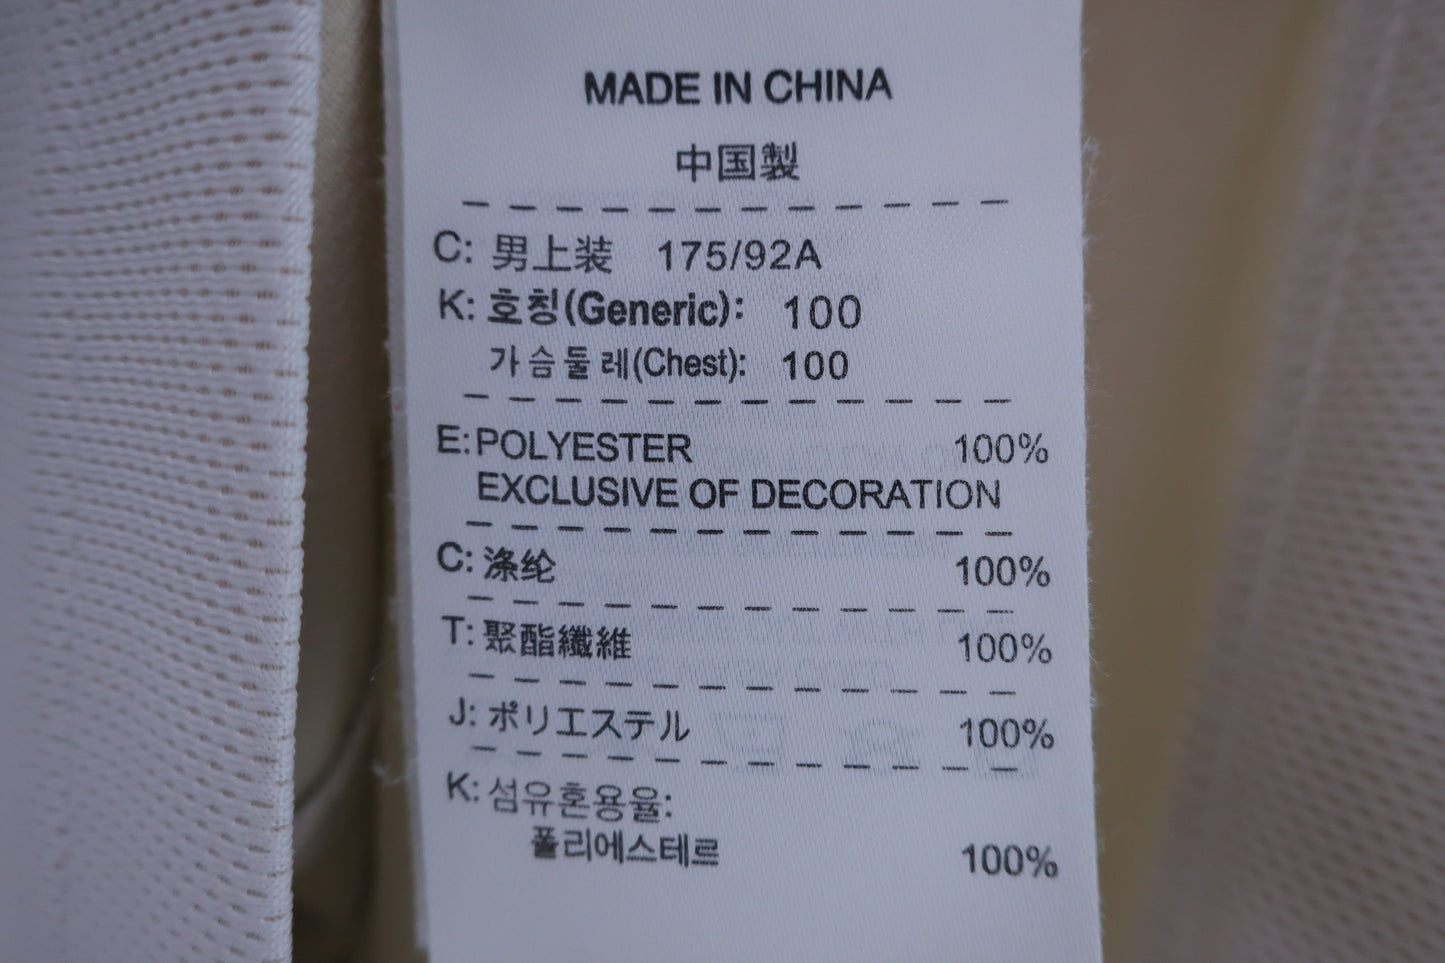 MADE IN CHINA
中国製
C: 男上装 175/92A
K: 호칭(Generic): 100
가슴둘레(Chest): 100
E: POLYESTER 100%
EXCLUSIVE OF DECORATION
C: 涤纶 100%
T: 聚酯纖維 100%
J: ポリエステル 100%
K: 섬유혼용율:
폴리에스테르 100%